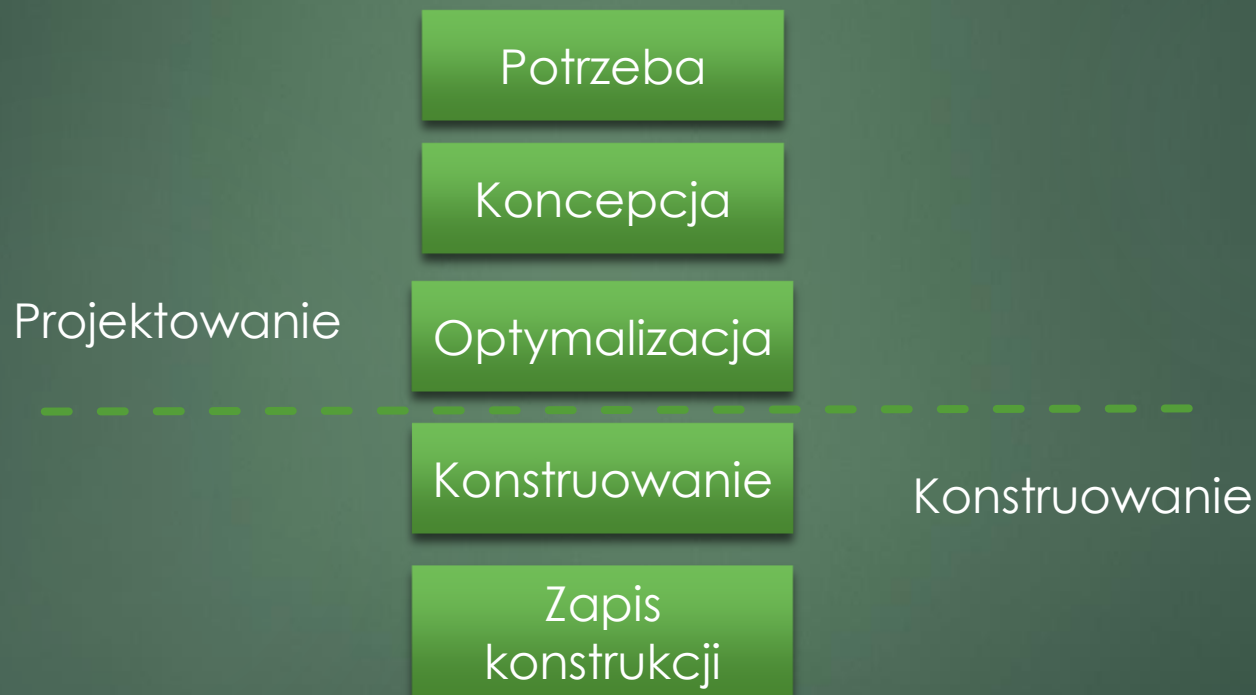 Potrzeba
Koncepcja
Projektowanie
Optymalizacja
Konstruowanie
Konstruowanie
Zapis
konstrukcji